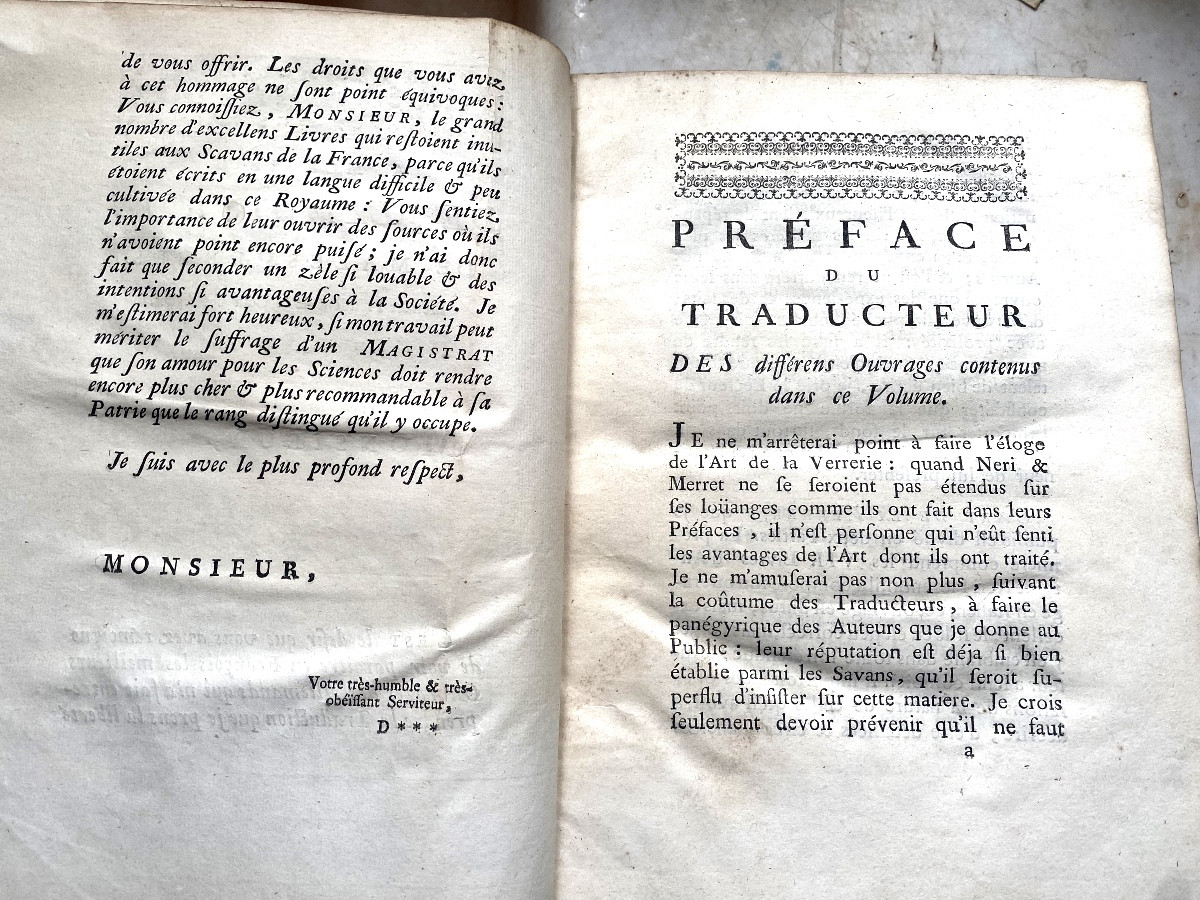 de vous offrir. Les droits que vous avez
à cet hommage ne ſont point équivoques :
Vous connoiſſiez, MONSIEUR, le grand
nombre d'excellens Livres qui reſtoient inu-
tiles aux Scavans de la France, parce qu'ils
étoient écrits en une langue difficile & peu
cultivée dans ce Royaume : Vous ſentiez
l'importance de leur ouvrir des ſources où ils
n'avoient point encore puiſé; je n'ai donc
fait que ſeconder un zèle ſi louable & des
intentions ſi avantageuſes à la Société. Je
m'eſtimerai fort heureux, ſi mon travail peut
mériter le ſuffrage d'un MAGISTRAT
que ſon amour pour les Sciences doit rendre
encore plus cher & plus recommandable à ſa
Patrie que le rang diſtingué qu'il y occupe.
Je ſuis avec le plus profond reſpect,
MONSIEUR,
Votre très-humble & très-
obéiſſant Serviteur,
D * * *
PRÉFACE
DU
TRADUCTEUR
DES différens Ouvrages contenus
dans ce Volume.
JE ne m'arrêterai point à faire l'éloge
de l'Art de la Verrerie : quand Neri &
Merret ne ſe ſeroient pas étendus ſur
ſes loüanges comme ils ont fait dans leurs
Préfaces, il n'eſt perſonne qui n'eût ſenti
les avantages de l'Art dont ils ont traité.
Je ne m'amuſerai pas non plus, ſuivant
la coûtume des Traducteurs, à faire le
panégyrique des Auteurs que je donne au
Public : leur réputation eſt déja ſi bien
établie parmi les Savans, qu'il ſeroit ſu-
perflu d'inſiſter ſur cette matiere. Je crois
ſeulement devoir prévenir qu'il ne faut
a